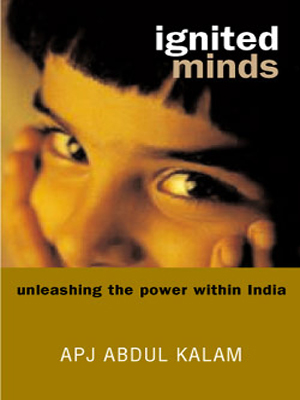 ignited
minds
unleashing the power within India
APJ ABDUL KALAM